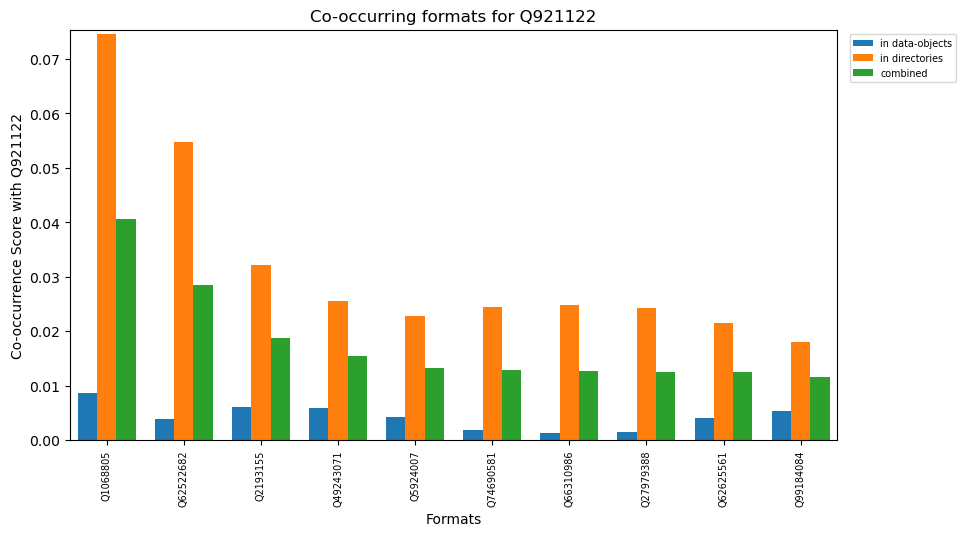 Co-occurring formats for Q921122
in data-objects
in directories
combined
Co-occurrence Score with Q921122
0.07
0.06
0.05
0.04
0.03
0.02
0.01
0.00
Q1068805
Q62522682
Q2193155
Q49243071
Q5924007
Q74690581
Q66310986
Q27979388
Q62625561
Q99184084
Formats